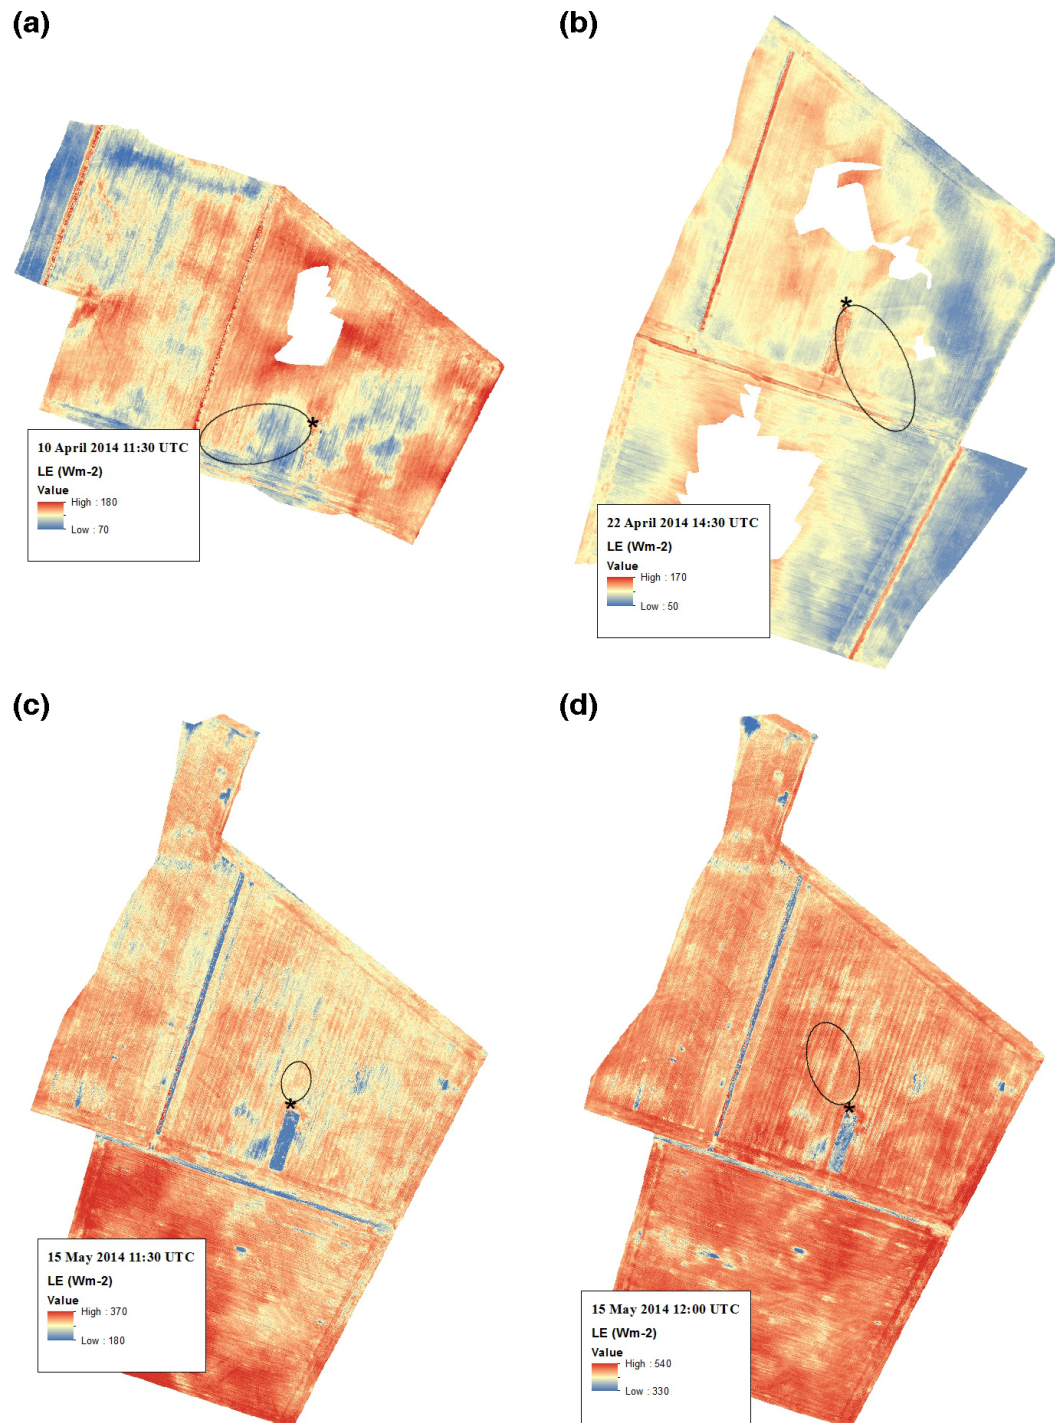 (a)
(b)
10 April 2014 11:30 UTC
LE (Wm-2)
Value
High : 180
Low : 70
22 April 2014 14:30 UTC
LE (Wm-2)
Value
High : 170
Low : 50
(c)
(d)
15 May 2014 11:30 UTC
LE (Wm-2)
Value
High : 370
Low : 180
15 May 2014 12:00 UTC
LE (Wm-2)
Value
High : 540
Low : 330